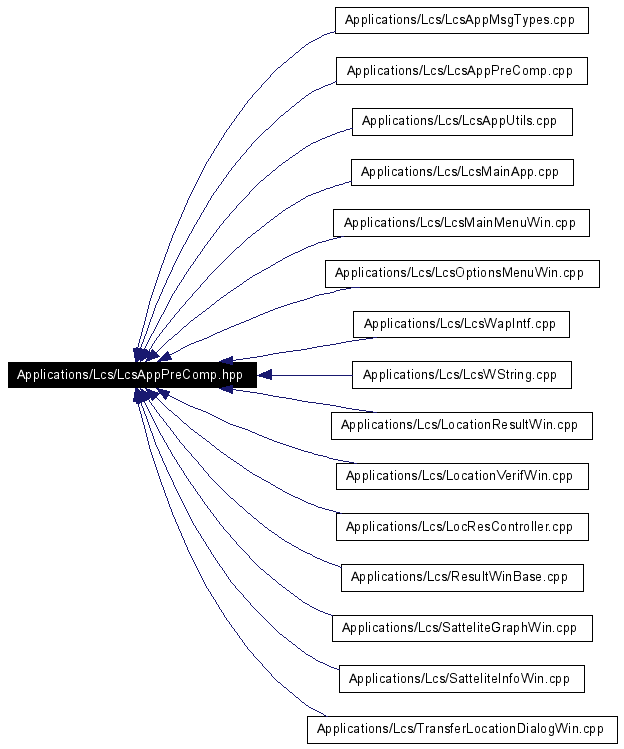 Applications/Lcs/LcsAppMsgTypes.cpp
Applications/Lcs/LcsAppPreComp.cpp
Applications/Lcs/LcsAppUtils.cpp
Applications/Lcs/LcsMainApp.cpp
Applications/Lcs/LcsMainMenuWin.cpp
Applications/Lcs/LcsOptionsMenuWin.cpp
Applications/Lcs/LcsWapIntf.cpp
Applications/Lcs/LcsAppPreComp.hpp
Applications/Lcs/LcsWString.cpp
Applications/Lcs/LocationResultWin.cpp
Applications/Lcs/LocationVerifWin.cpp
Applications/Lcs/LocResController.cpp
Applications/Lcs/ResultWinBase.cpp
Applications/Lcs/SatteliteGraphWin.cpp
Applications/Lcs/SatteliteInfoWin.cpp
Applications/Lcs/TransferLocationDialogWin.cpp